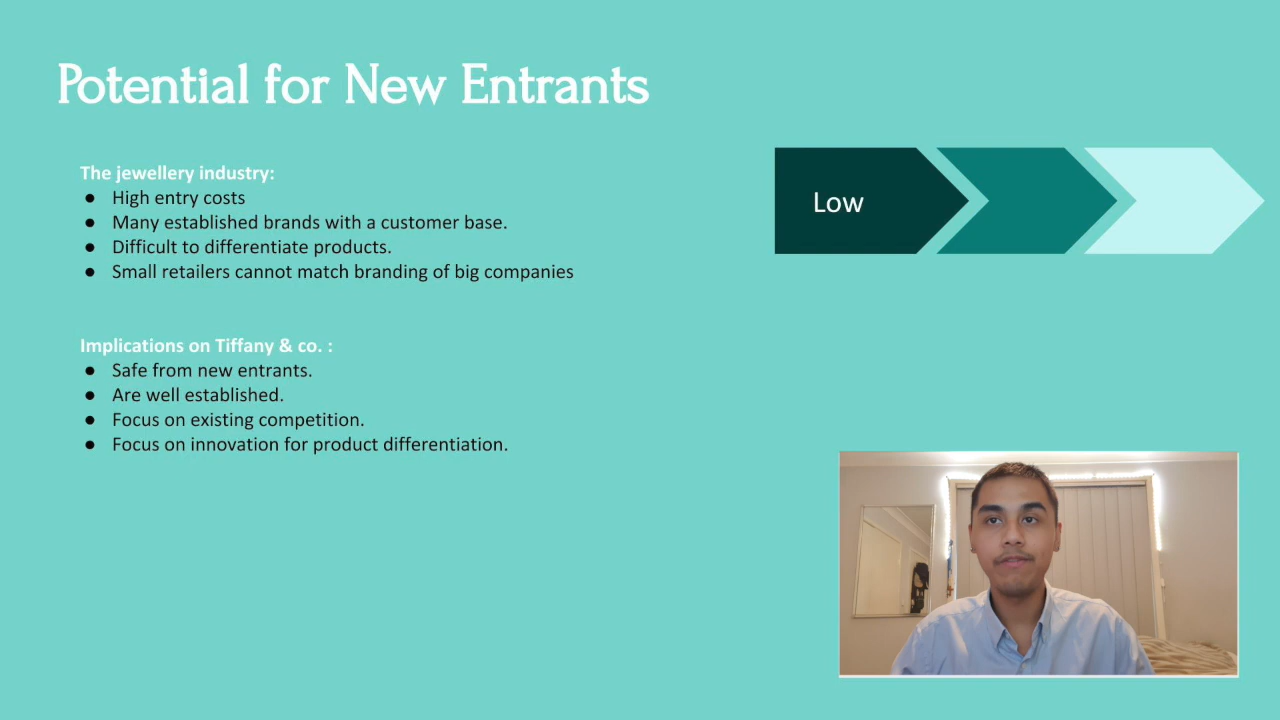 Potential for New Entrants
The jewellery industry:
● High entry costs
● Many established brands with a customer base.
● Difficult to differentiate products.
● Small retailers cannot match branding of big companies
Low
Implications on Tiffany & co. :
● Safe from new entrants.
● Are well established.
● Focus on existing competition.
● Focus on innovation for product differentiation.